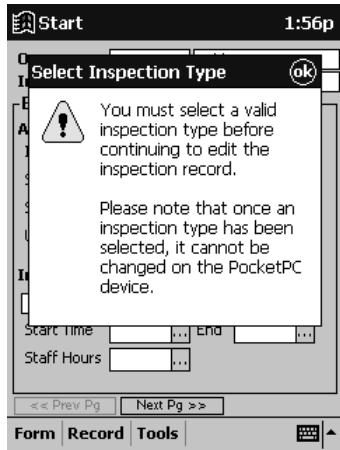 Start 1:56p
Select Inspection Type ok
You must select a valid
inspection type before
continuing to edit the
inspection record.
Please note that once an
inspection type has been
selected, it cannot be
changed on the PocketPC
device.
Start Time ... End ...
Staff Hours ...
<< Prev Pg Next Pg >>
Form Record Tools